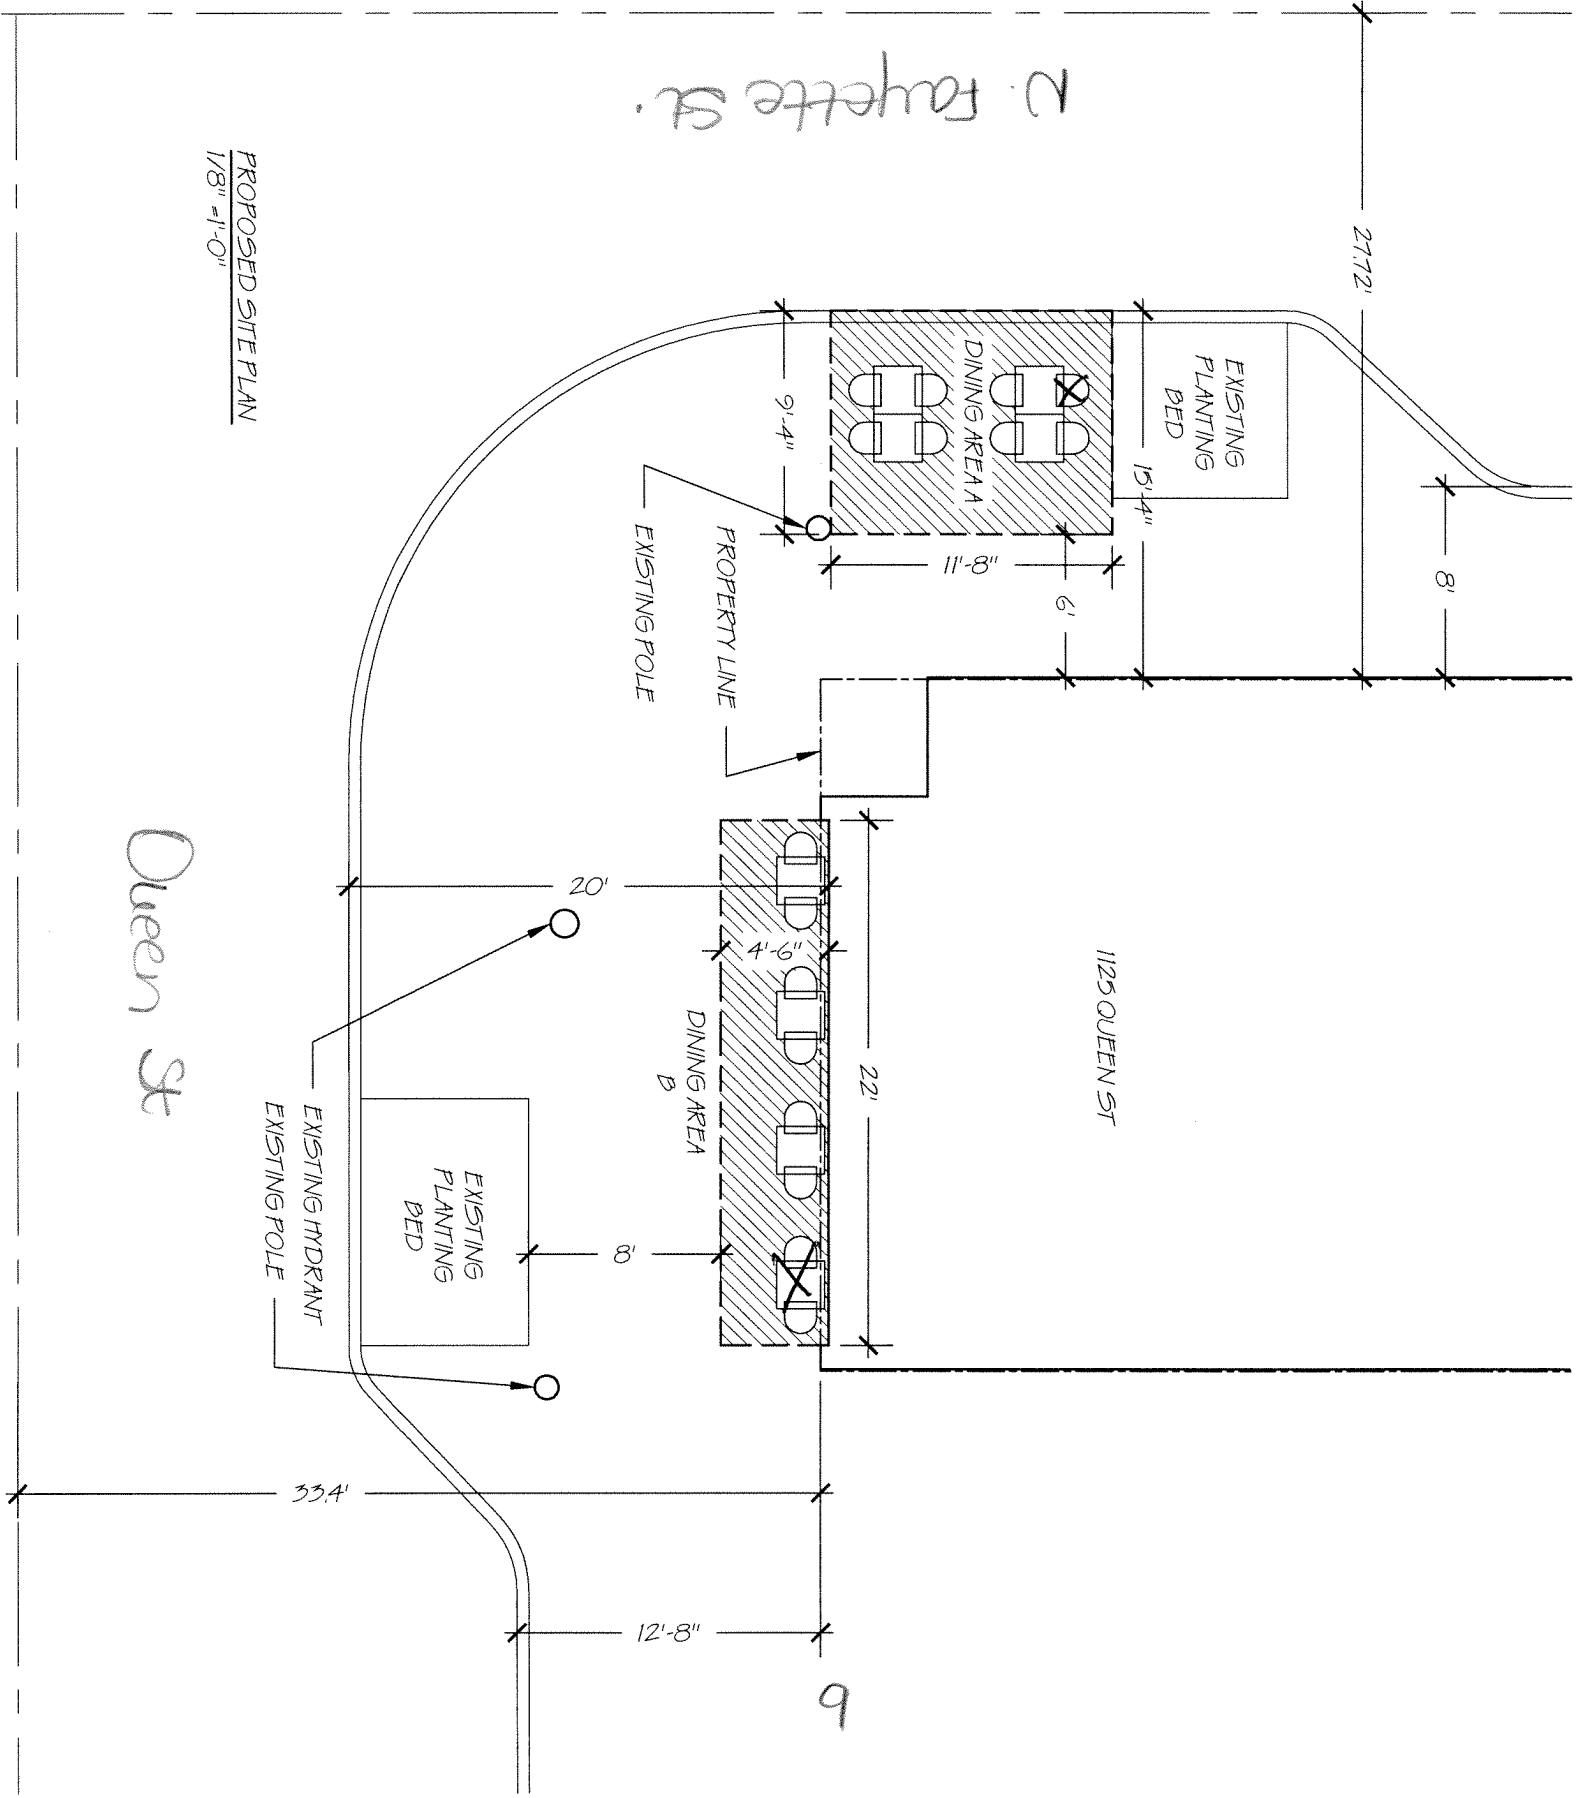 N. Fayette St.
27.72'
PROPOSED SITE PLAN
1/8" =1'-0"
EXISTING
PLANTING
BED
DINING AREA A
15'-4"
9'-4"
11'-8"
6'
8'
PROPERTY LINE
EXISTING POLE
20'
4'-6"
22'
DINING AREA
B
1125 QUEEN ST
Queen St
EXISTING HYDRANT
EXISTING POLE
EXISTING
PLANTING
BED
8'
33.4'
12'-8"